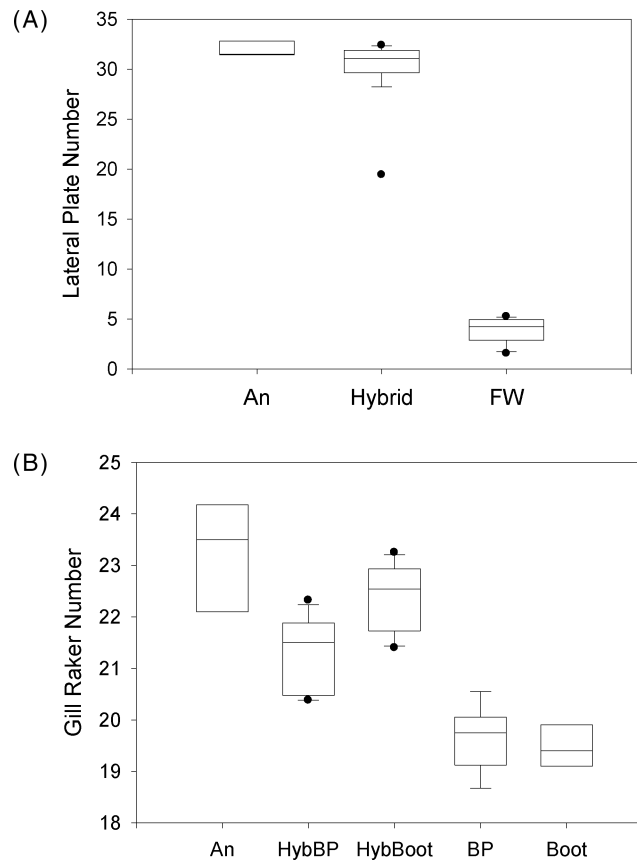 (A)
Lateral Plate Number
35
30
25
20
15
10
5
0
An Hybrid FW
(B)
Gill Raker Number
25
24
23
22
21
20
19
18
An HybBP HybBoot BP Boot